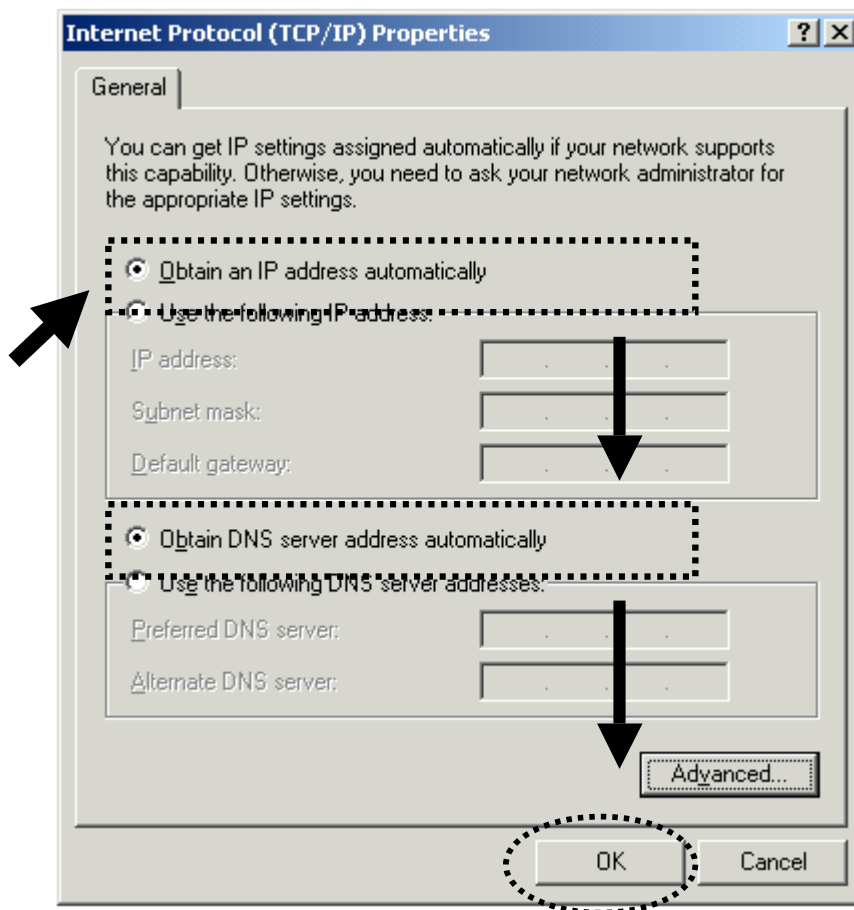 Internet Protocol (TCP/IP) Properties
General
You can get IP settings assigned automatically if your network supports
this capability. Otherwise, you need to ask your network administrator for
the appropriate IP settings.
Obtain an IP address automatically
Use the following IP address:
IP address:
Subnet mask:
Default gateway:
Obtain DNS server address automatically
Use the following DNS server addresses:
Preferred DNS server:
Alternate DNS server:
Advanced...
OK Cancel